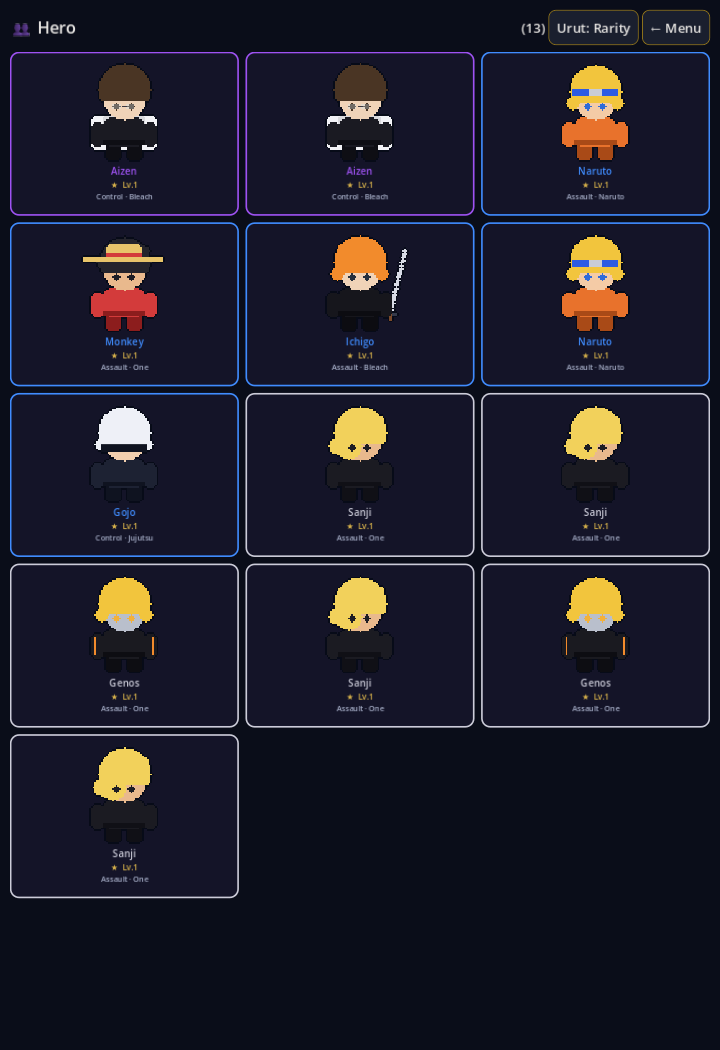 Hero
(13) Urut: Rarity ← Menu
Aizen
★ Lv.1
Control · Bleach
Aizen
★ Lv.1
Control · Bleach
Naruto
★ Lv.1
Assault · Naruto
Monkey
★ Lv.1
Assault · One
Ichigo
★ Lv.1
Assault · Bleach
Naruto
★ Lv.1
Assault · Naruto
Gojo
★ Lv.1
Control · Jujutsu
Sanji
★ Lv.1
Assault · One
Sanji
★ Lv.1
Assault · One
Genos
★ Lv.1
Assault · One
Sanji
★ Lv.1
Assault · One
Genos
★ Lv.1
Assault · One
Sanji
★ Lv.1
Assault · One